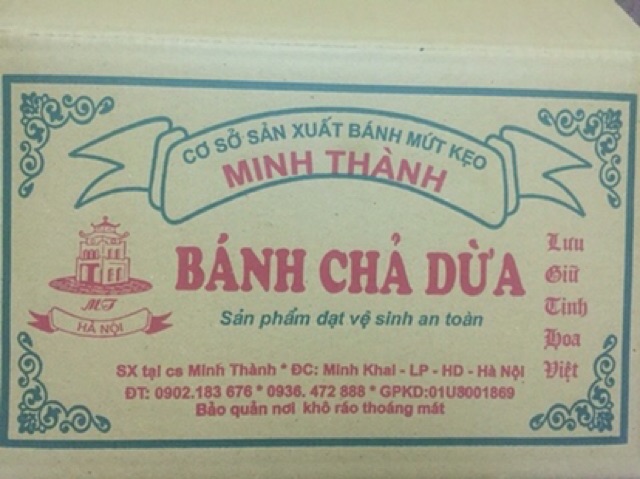 CƠ SỞ SẢN XUẤT BÁNH MỨT KẸO
MINH THÀNH
BÁNH CHẢ DỪA
Sản phẩm đạt vệ sinh an toàn
MT
HÀ NỘI
Lưu
Giữ
Tinh
Hoa
Việt
SX tại cs Minh Thành * ĐC: Minh Khai - LP - HD - Hà Nội
ĐT: 0902.183 676 * 0936. 472 888 * GPKD:01U8001869
Bảo quản nơi khô ráo thoáng mát